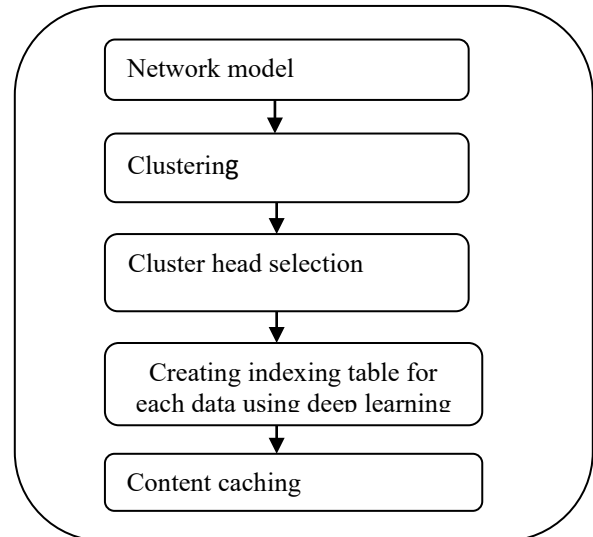 Network model
Clustering
Cluster head selection
Creating indexing table for
each data using deep learning
Content caching